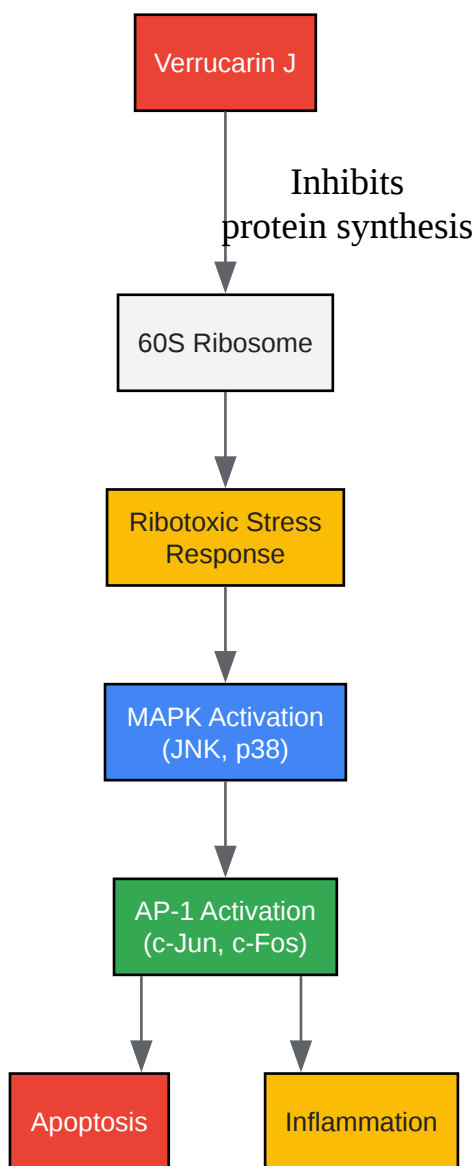 Verrucarin J
Inhibits
protein synthesis
60S Ribosome
Ribotoxic Stress
Response
MAPK Activation
(JNK, p38)
AP-1 Activation
(c-Jun, c-Fos)
Apoptosis
Inflammation